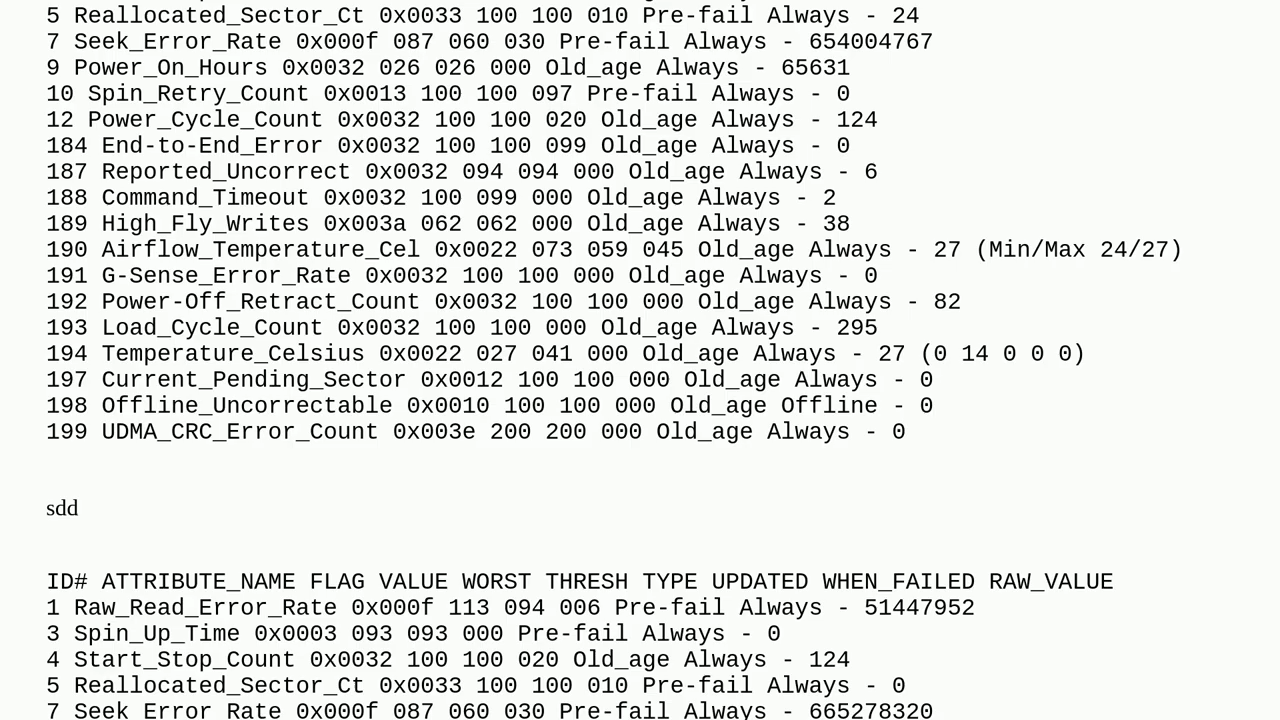 5 Reallocated_Sector_Ct 0x0033 100 100 010 Pre-fail Always - 24
7 Seek_Error_Rate 0x000f 087 060 030 Pre-fail Always - 654004767
9 Power_On_Hours 0x0032 026 026 000 Old_age Always - 65631
10 Spin_Retry_Count 0x0013 100 100 097 Pre-fail Always - 0
12 Power_Cycle_Count 0x0032 100 100 020 Old_age Always - 124
184 End-to-End_Error 0x0032 100 100 099 Old_age Always - 0
187 Reported_Uncorrect 0x0032 094 094 000 Old_age Always - 6
188 Command_Timeout 0x0032 100 099 000 Old_age Always - 2
189 High_Fly_Writes 0x003a 062 062 000 Old_age Always - 38
190 Airflow_Temperature_Cel 0x0022 073 059 045 Old_age Always - 27 (Min/Max 24/27)
191 G-Sense_Error_Rate 0x0032 100 100 000 Old_age Always - 0
192 Power-Off_Retract_Count 0x0032 100 100 000 Old_age Always - 82
193 Load_Cycle_Count 0x0032 100 100 000 Old_age Always - 295
194 Temperature_Celsius 0x0022 027 041 000 Old_age Always - 27 (0 14 0 0 0)
197 Current_Pending_Sector 0x0012 100 100 000 Old_age Always - 0
198 Offline_Uncorrectable 0x0010 100 100 000 Old_age Offline - 0
199 UDMA_CRC_Error_Count 0x003e 200 200 000 Old_age Always - 0
sdd
ID# ATTRIBUTE_NAME FLAG VALUE WORST THRESH TYPE UPDATED WHEN_FAILED RAW_VALUE
1 Raw_Read_Error_Rate 0x000f 113 094 006 Pre-fail Always - 51447952
3 Spin_Up_Time 0x0003 093 093 000 Pre-fail Always - 0
4 Start_Stop_Count 0x0032 100 100 020 Old_age Always - 124
5 Reallocated_Sector_Ct 0x0033 100 100 010 Pre-fail Always - 0
7 Seek_Error_Rate 0x000f 087 060 030 Pre-fail Always - 665278320